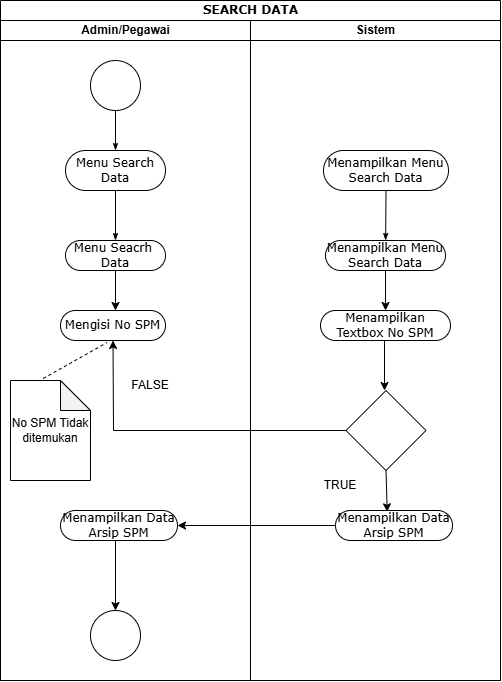 SEARCH DATA
Admin/Pegawai
Sistem
Menu Search
Data
Menampilkan Menu
Search Data
Menu Seacrh
Data
Menampilkan Menu
Search Data
Mengisi No SPM
Menampilkan
Textbox No SPM
FALSE
No SPM Tidak
ditemukan
TRUE
Menampilkan Data
Arsip SPM
Menampilkan Data
Arsip SPM